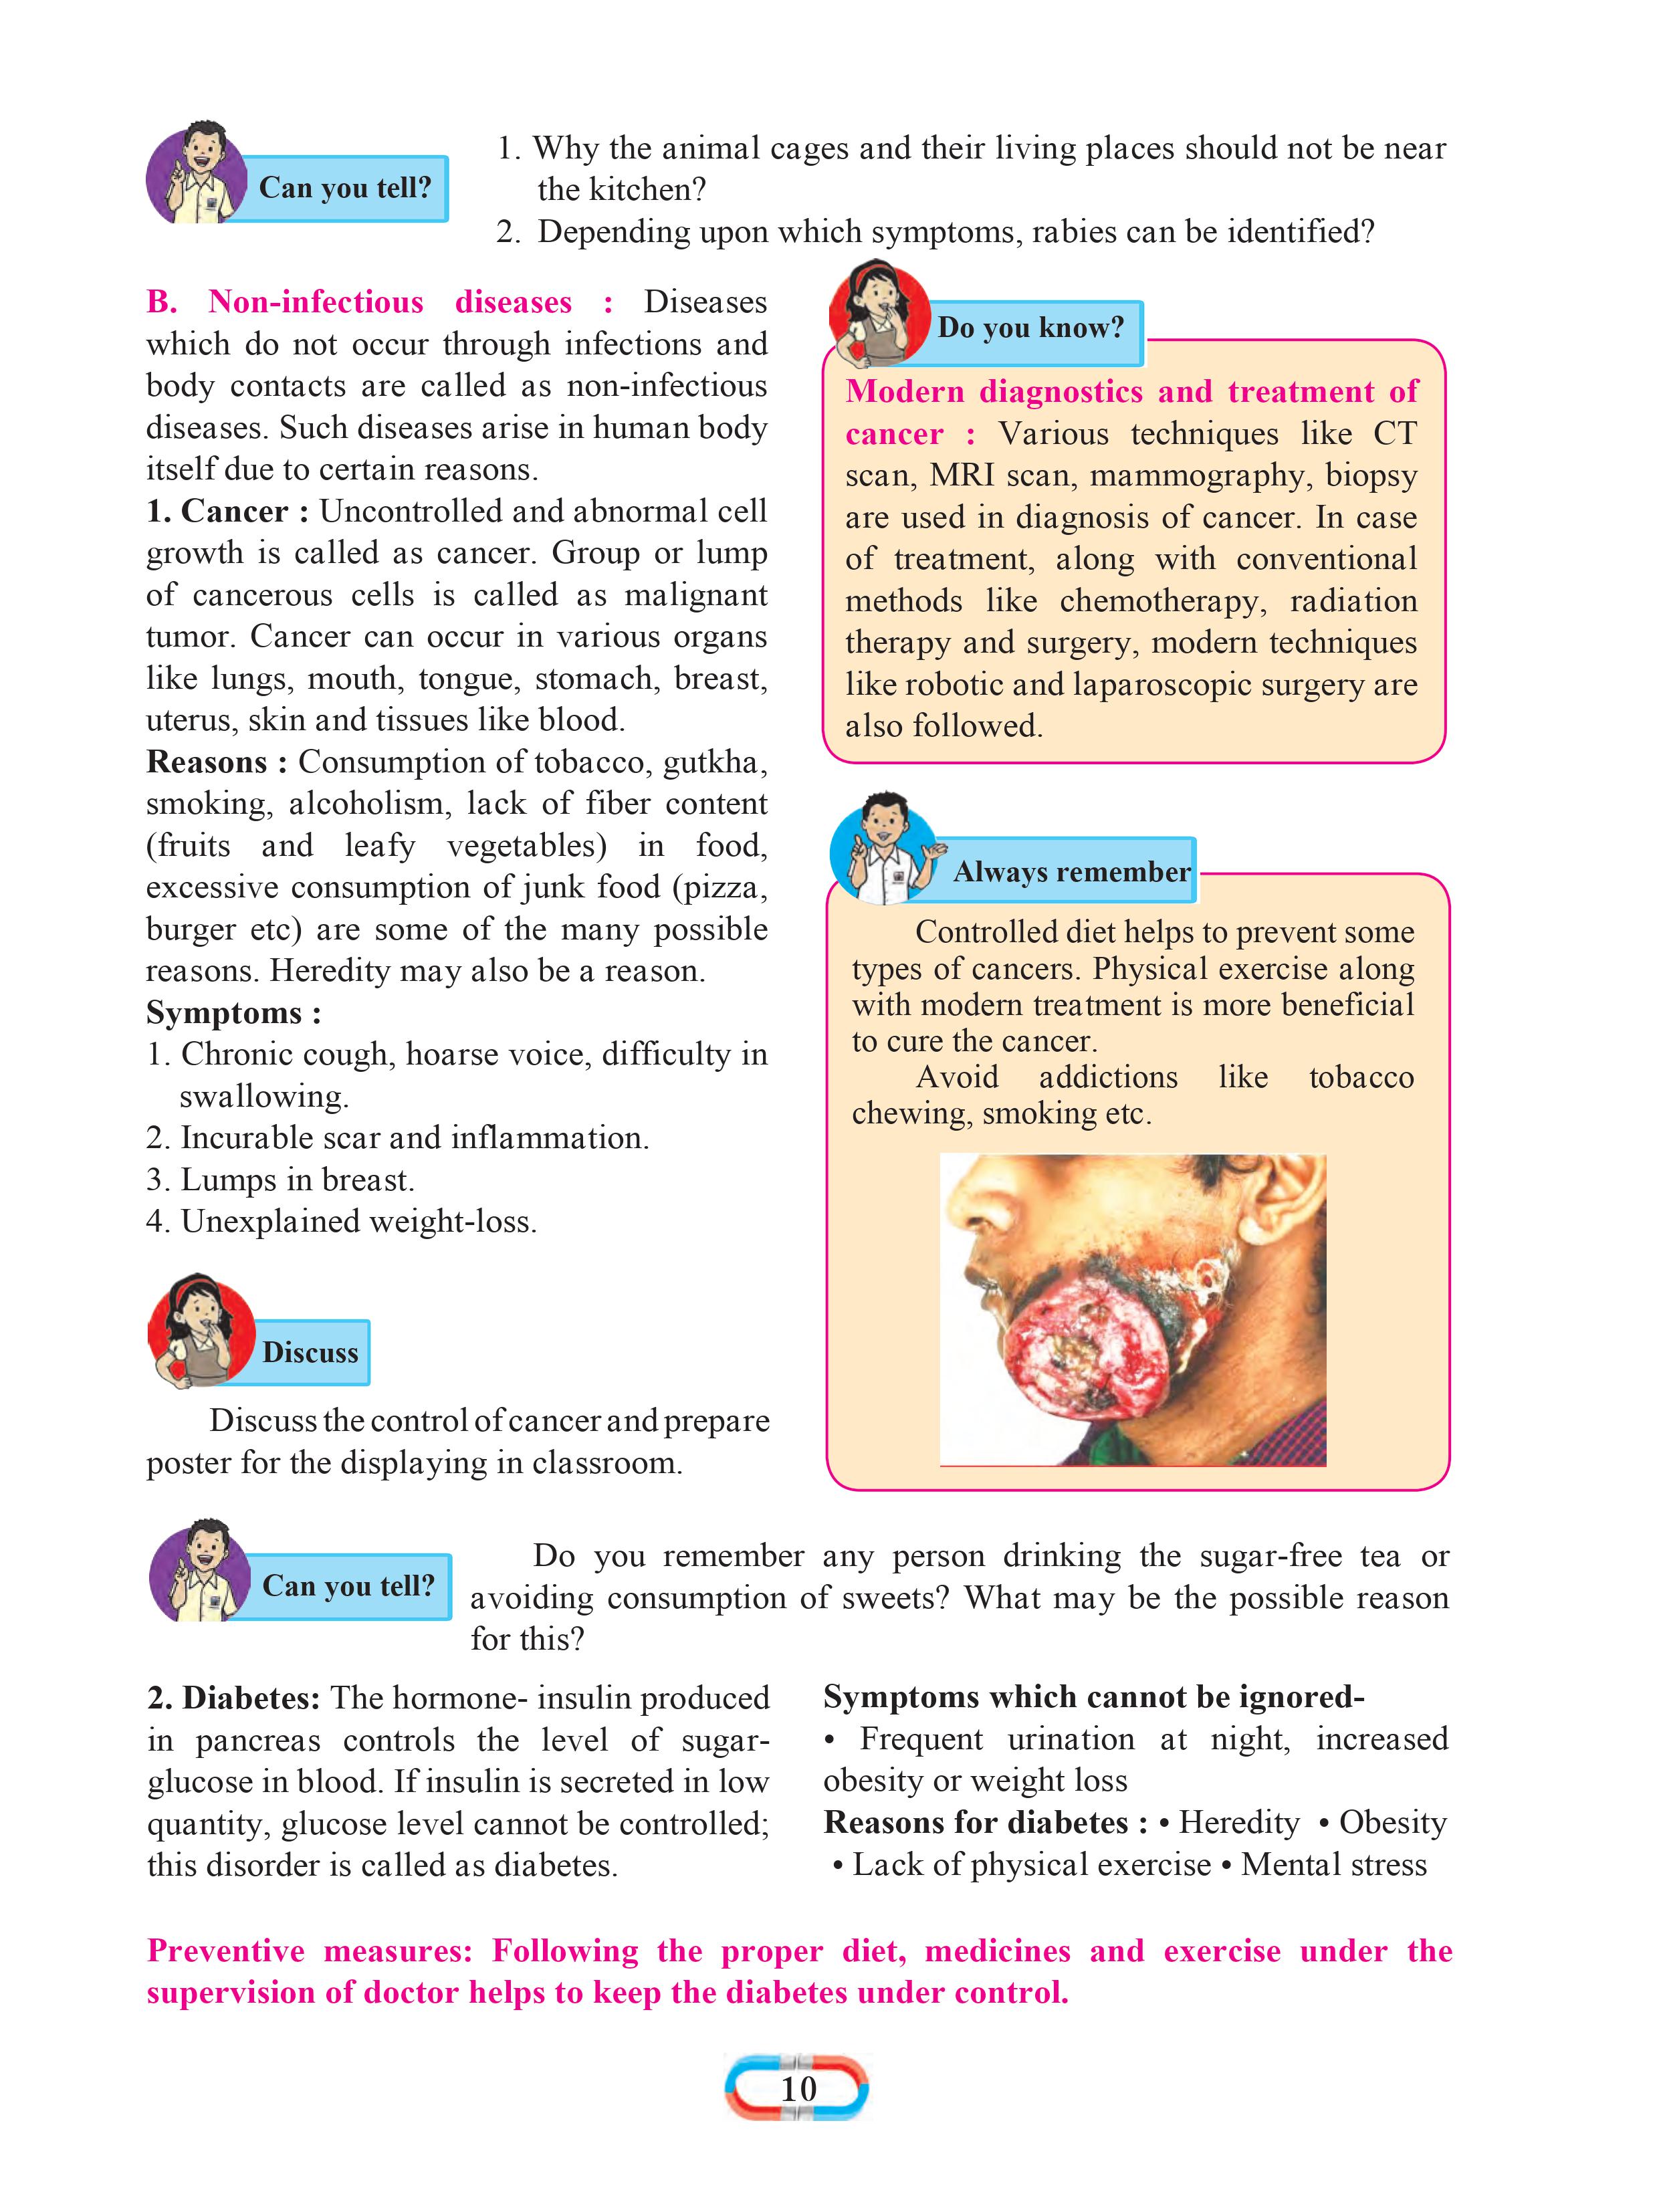 Can you tell?
1. Why the animal cages and their living places should not be near
the kitchen?
2. Depending upon which symptoms, rabies can be identified?
B. Non-infectious diseases : Diseases
which do not occur through infections and
body contacts are called as non-infectious
diseases. Such diseases arise in human body
itself due to certain reasons.
1. Cancer : Uncontrolled and abnormal cell
growth is called as cancer. Group or lump
of cancerous cells is called as malignant
tumor. Cancer can occur in various organs
like lungs, mouth, tongue, stomach, breast,
uterus, skin and tissues like blood.
Reasons : Consumption of tobacco, gutkha,
smoking, alcoholism, lack of fiber content
(fruits and leafy vegetables) in food,
excessive consumption of junk food (pizza,
burger etc) are some of the many possible
reasons. Heredity may also be a reason.
Symptoms :
1. Chronic cough, hoarse voice, difficulty in
swallowing.
2. Incurable scar and inflammation.
3. Lumps in breast.
4. Unexplained weight-loss.
Discuss
Discuss the control of cancer and prepare
poster for the displaying in classroom.
Do you know?
Modern diagnostics and treatment of
cancer : Various techniques like CT
scan, MRI scan, mammography, biopsy
are used in diagnosis of cancer. In case
of treatment, along with conventional
methods like chemotherapy, radiation
therapy and surgery, modern techniques
like robotic and laparoscopic surgery are
also followed.
Always remember
Controlled diet helps to prevent some
types of cancers. Physical exercise along
with modern treatment is more beneficial
to cure the cancer.
Avoid addictions like tobacco
chewing, smoking etc.
Can you tell?
Do you remember any person drinking the sugar-free tea or
avoiding consumption of sweets? What may be the possible reason
for this?
2. Diabetes: The hormone- insulin produced
in pancreas controls the level of sugar-
glucose in blood. If insulin is secreted in low
quantity, glucose level cannot be controlled;
this disorder is called as diabetes.
Symptoms which cannot be ignored-
• Frequent urination at night, increased
obesity or weight loss
Reasons for diabetes : • Heredity • Obesity
• Lack of physical exercise • Mental stress
Preventive measures: Following the proper diet, medicines and exercise under the
supervision of doctor helps to keep the diabetes under control.
10